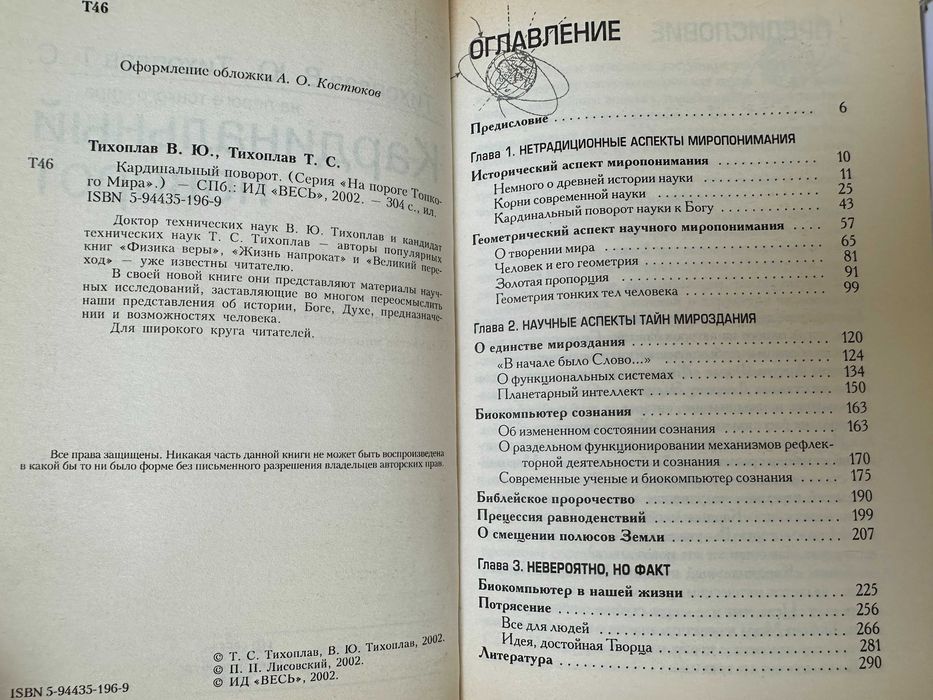 Т46
Оформление обложки А. О. Костюков
Тихоплав В. Ю., Тихоплав Т. С.
Т46
Кардинальный поворот. (Серия «На пороге Тонко-
го Мира».) — СПб.: ИД «ВЕСЬ», 2002. — 304 с., ил.
ISBN 5-94435-196-9
Доктор технических наук В. Ю. Тихоплав и кандидат
технических наук Т. С. Тихоплав — авторы популярных
книг «Физика веры», «Жизнь напрокат» и «Великий пере-
ход» — уже известны читателю.
В своей новой книге они представляют материалы науч-
ных исследований, заставляющие во многом переосмыслить
наши представления об истории, Боге, Духе, предназначе-
нии и возможностях человека.
Для широкого круга читателей.
Все права защищены. Никакая часть данной книги не может быть воспроизведена
в какой бы то ни было форме без письменного разрешения владельцев авторских прав.
© Т. С. Тихоплав, В. Ю. Тихоплав, 2002.
© П. П. Лисовский, 2002.
© ИД «ВЕСЬ», 2002.
ISBN 5-94435-196-9
ОГЛАВЛЕНИЕ
Предисловие 6
Глава 1. НЕТРАДИЦИОННЫЕ АСПЕКТЫ МИРОПОНИМАНИЯ
Исторический аспект миропонимания 10
Немного о древней истории науки 11
Корни современной науки 25
Кардинальный поворот науки к Богу 43
Геометрический аспект научного миропонимания 57
О творении мира 65
Человек и его геометрия 81
Золотая пропорция 91
Геометрия тонких тел человека 99
Глава 2. НАУЧНЫЕ АСПЕКТЫ ТАЙН МИРОЗДАНИЯ
О единстве мироздания 120
«В начале было Слово...» 124
О функциональных системах 134
Планетарный интеллект 150
Биокомпьютер сознания 163
Об измененном состоянии сознания 163
О раздельном функционировании механизмов рефлек-
торной деятельности и сознания 170
Современные ученые и биокомпьютер сознания 175
Библейское пророчество 190
Прецессия равноденствий 199
О смещении полюсов Земли 207
Глава 3. НЕВЕРОЯТНО, НО ФАКТ
Биокомпьютер в нашей жизни 225
Потрясение 256
Все для людей 266
Идея, достойная Творца 281
Литература 290